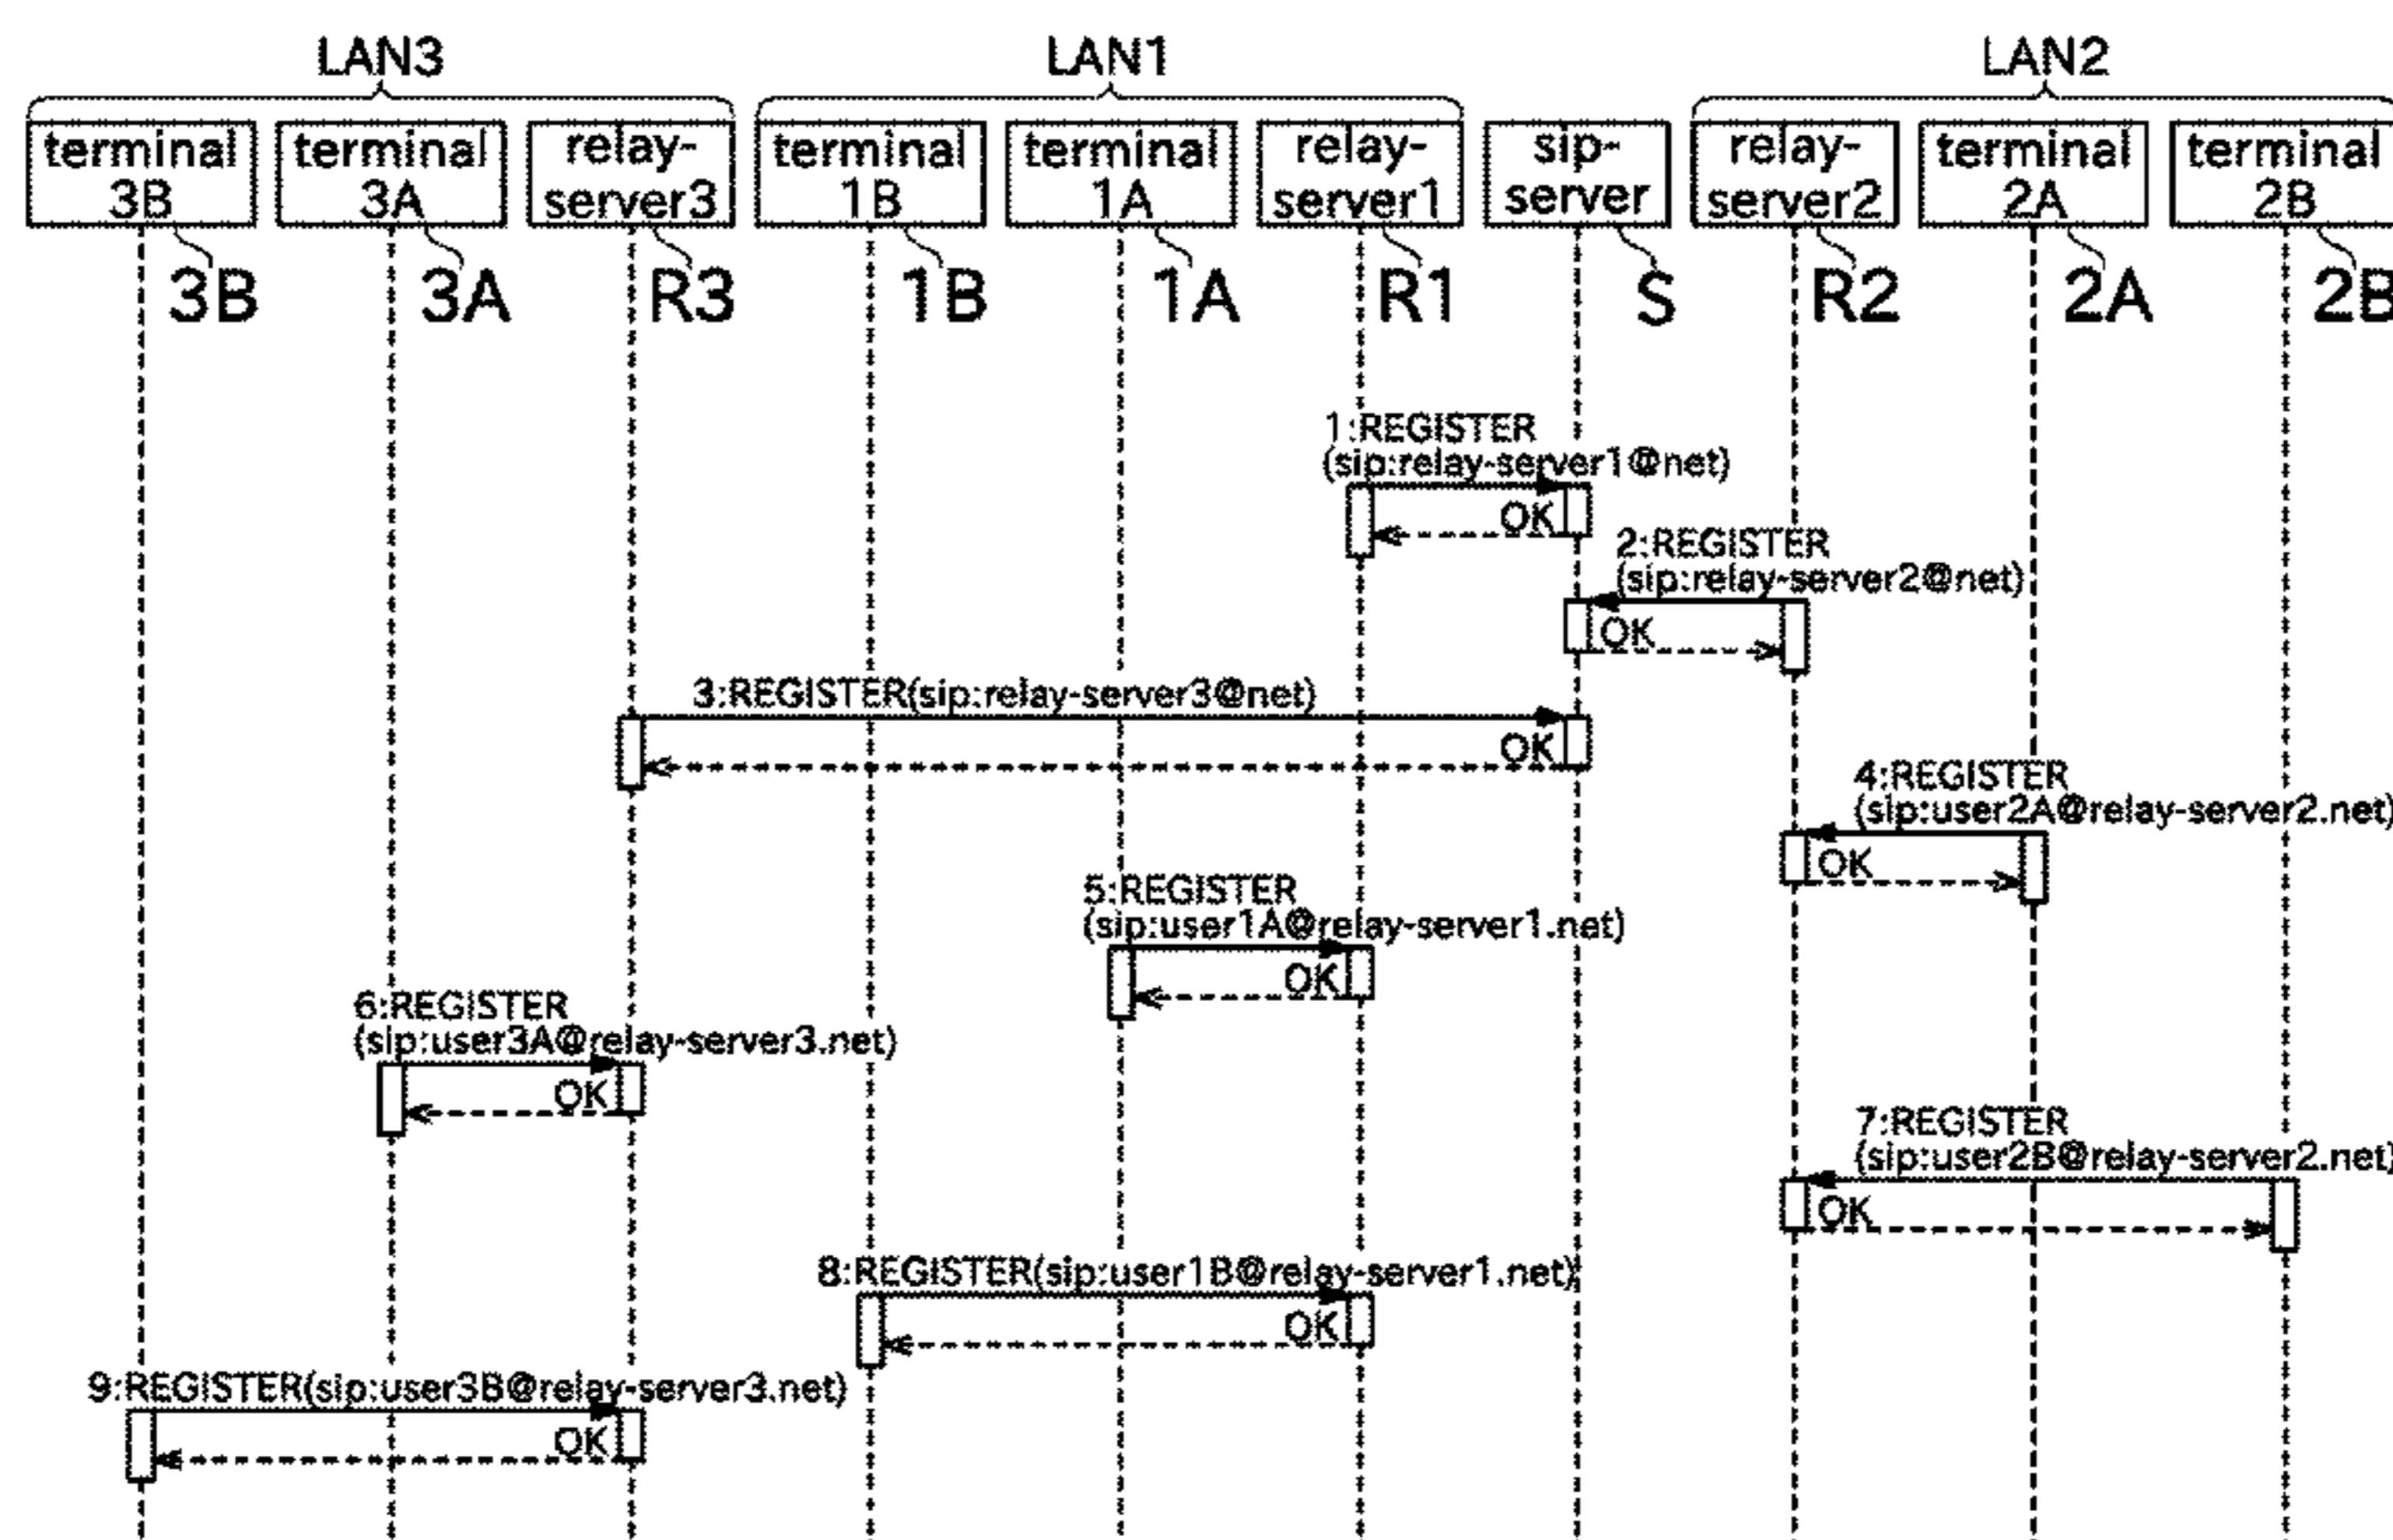 LAN3
LAN1
LAN2
terminal
3B
terminal
3A
relay-
server3
terminal
1B
terminal
1A
relay-
server1
sip-
server
relay-
server2
terminal
2A
terminal
2B
3B
3A
R3
1B
1A
R1
S
R2
2A
2B
1:REGISTER
(sip:relay-server1@net)
OK
2:REGISTER
(sip:relay-server2@net)
OK
3:REGISTER(sip:relay-server3@net)
OK
4:REGISTER
(sip:user2A@relay-server2.net)
OK
5:REGISTER
(sip:user1A@relay-server1.net)
OK
6:REGISTER
(sip:user3A@relay-server3.net)
OK
7:REGISTER
(sip:user2B@relay-server2.net)
OK
8:REGISTER(sip:user1B@relay-server1.net)
OK
9:REGISTER(sip:user3B@relay-server3.net)
OK